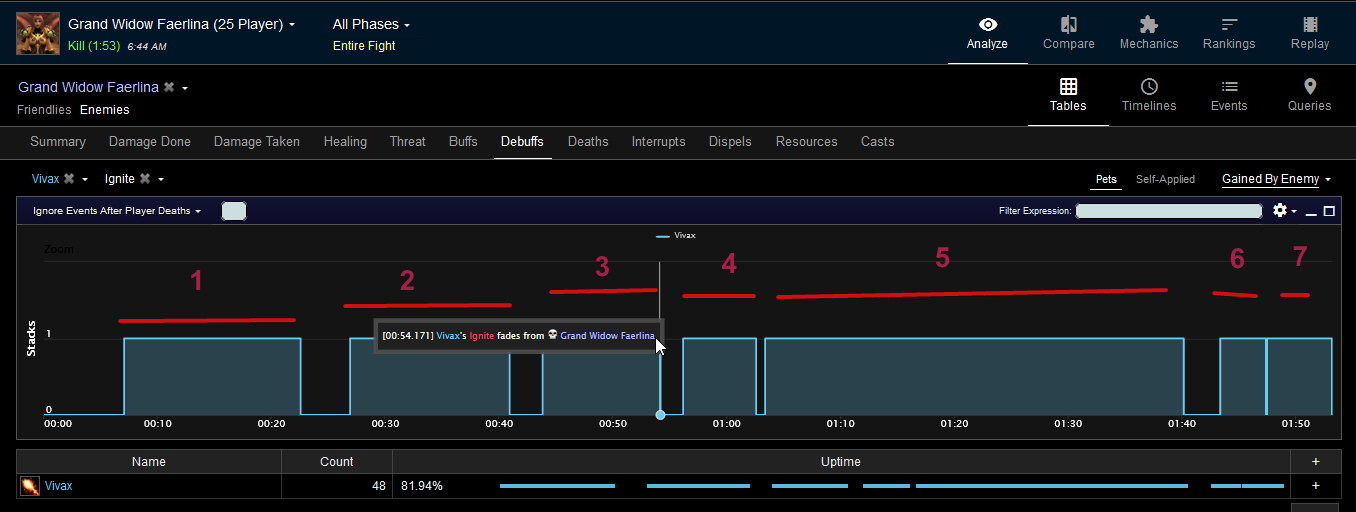 Grand Widow Faerlina (25 Player)
All Phases
Kill (1:53) 6:44 AM
Entire Fight
Analyze
Compare
Mechanics
Rankings
Replay
Grand Widow Faerlina
Friendlies Enemies
Tables
Timelines
Events
Queries
Summary Damage Done Damage Taken Healing Threat Buffs Debuffs Deaths Interrupts Dispels Resources Casts
Vivax Ignite Pets Self-Applied Gained By Enemy
Ignore Events After Player Deaths Filter Expression:
Vivax
Zoom
1 2 3 4 5 6 7
[00:54.171] Vivax's Ignite fades from Grand Widow Faerlina
Stacks
1
0
00:00 00:10 00:20 00:30 00:40 00:50 01:00 01:10 01:20 01:30 01:40 01:50
Name Count Uptime +
Vivax 48 81.94% +